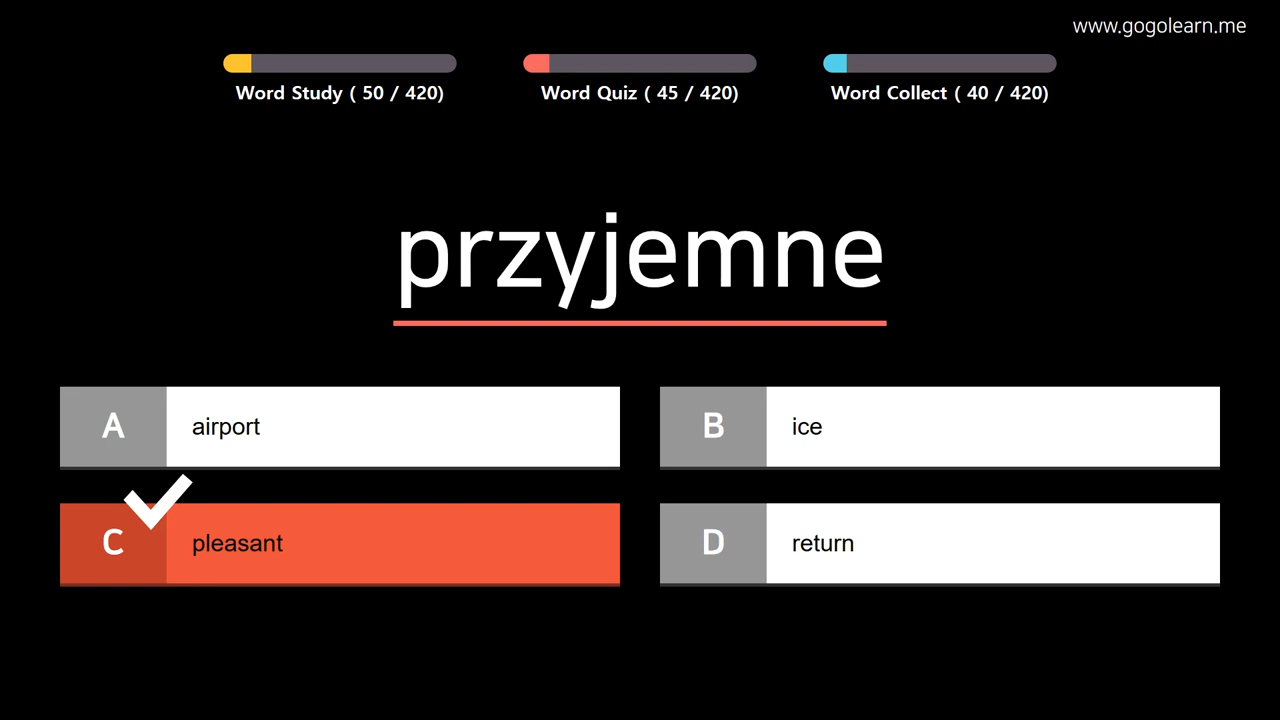 www.gogolearn.me
Word Study ( 50 / 420)
Word Quiz ( 45 / 420)
Word Collect ( 40 / 420)
przyjemne
A airport
B ice
C pleasant
D return